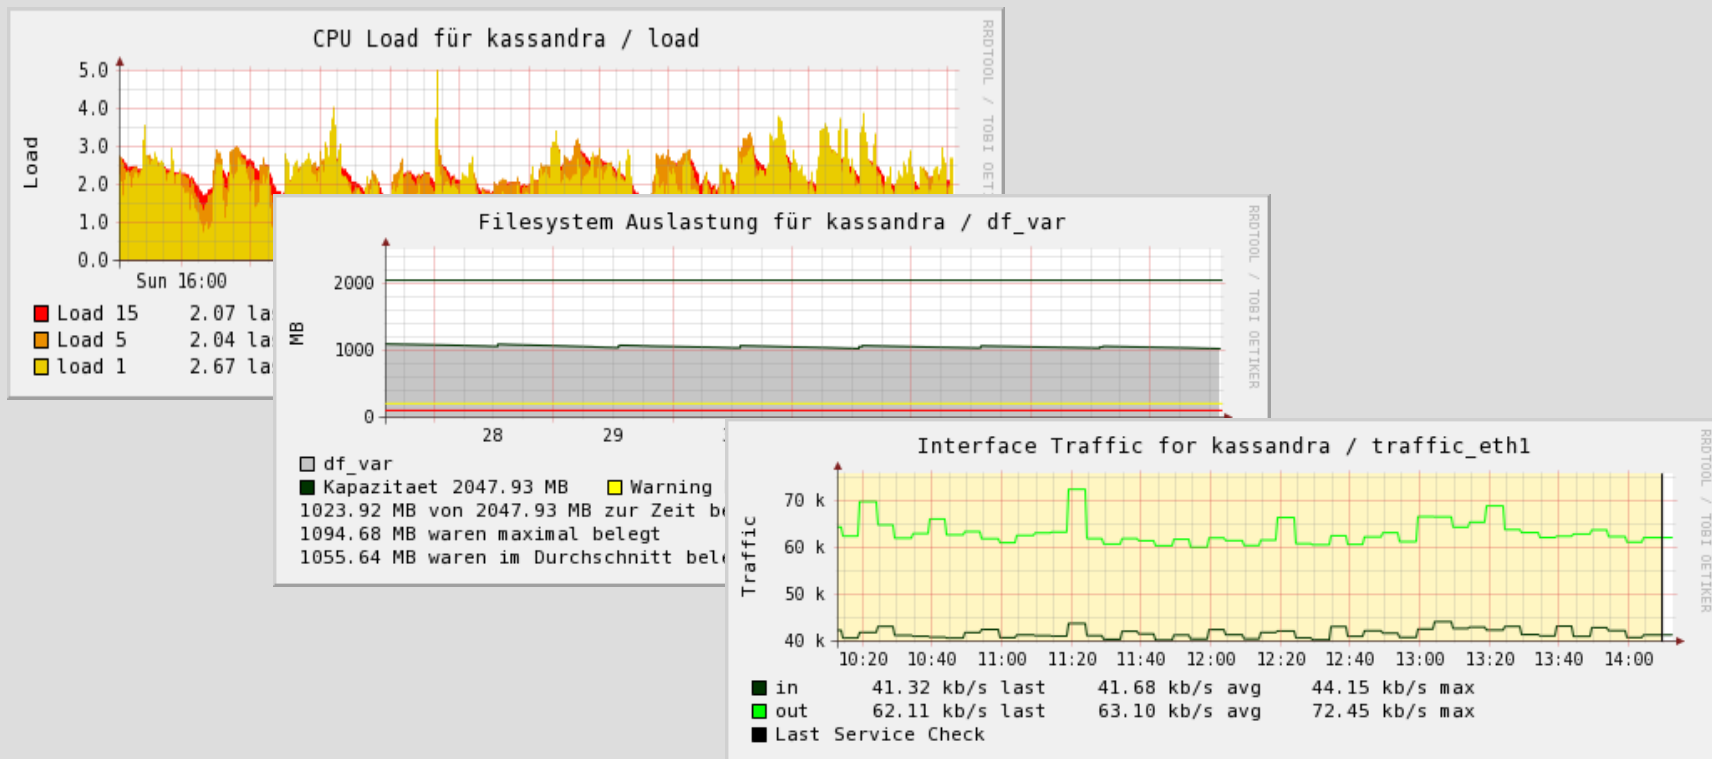 CPU Load für kassandra / load
RRDTOOL / TOBI OETI
Load
5.0
4.0
3.0
2.0
1.0
0.0
Sun 16:00
Load 15 2.07
Load 5 2.04
load 1 2.67
Filesystem Auslastung für kassandra / df_var
RRDTOOL / TOBI OETIKER
MB
2000
1000
0
28 29
df_var
Kapazitaet 2047.93 MB Warning
1023.92 MB von 2047.93 MB zur Zeit
1094.68 MB waren maximal belegt
1055.64 MB waren im Durchschnitt
Interface Traffic for kassandra / traffic_eth1
RRDTOOL / TOBI OETIKER
Traffic
70 k
60 k
50 k
40 k
10:20 10:40 11:00 11:20 11:40 12:00 12:20 12:40 13:00 13:20 13:40 14:00
in 41.32 kb/s last 41.68 kb/s avg 44.15 kb/s max
out 62.11 kb/s last 63.10 kb/s avg 72.45 kb/s max
Last Service Check